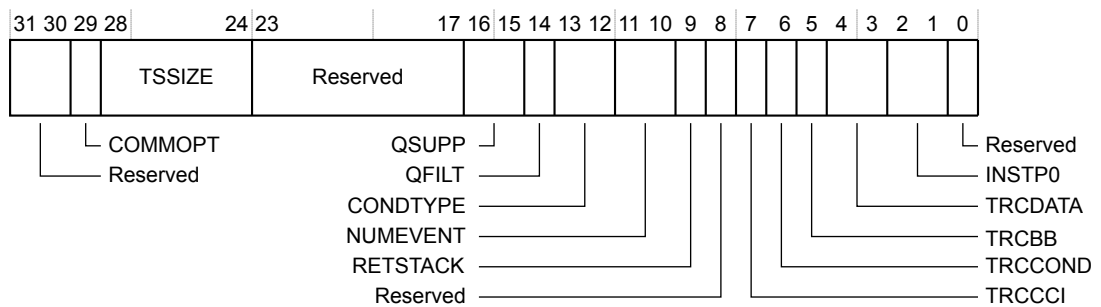 31 30 29 28 24 23 17 16 15 14 13 12 11 10 9 8 7 6 5 4 3 2 1 0
TSSIZE Reserved
COMMOPT QSUPP Reserved
Reserved QFILT INSTP0
CONDTYPE TRCDATA
NUMEVENT TRCBB
RETSTACK TRCCOND
Reserved TRCCCI